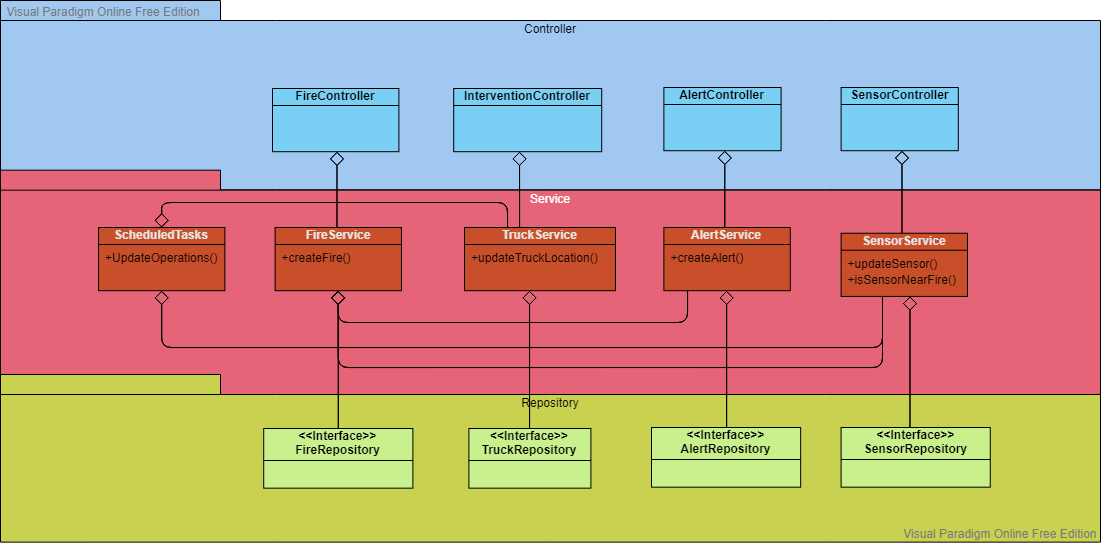 Visual Paradigm Online Free Edition
Controller
FireController
InterventionController
AlertController
SensorController
Service
ScheduledTasks
+UpdateOperations()
FireService
+createFire()
TruckService
+updateTruckLocation()
AlertService
+createAlert()
SensorService
+updateSensor()
+isSensorNearFire()
Repository
<<Interface>>
FireRepository
<<Interface>>
TruckRepository
<<Interface>>
AlertRepository
<<Interface>>
SensorRepository
Visual Paradigm Online Free Edition